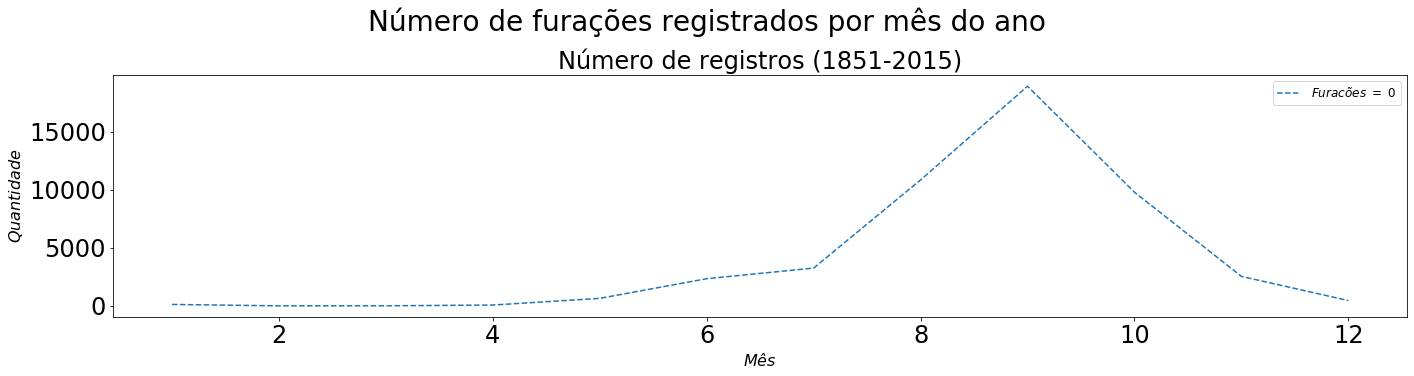 Número de furações registrados por mês do ano
Número de registros (1851-2015)
Furacões = 0
Quantidade
15000
10000
5000
0
2 4 6 8 10 12
Mês